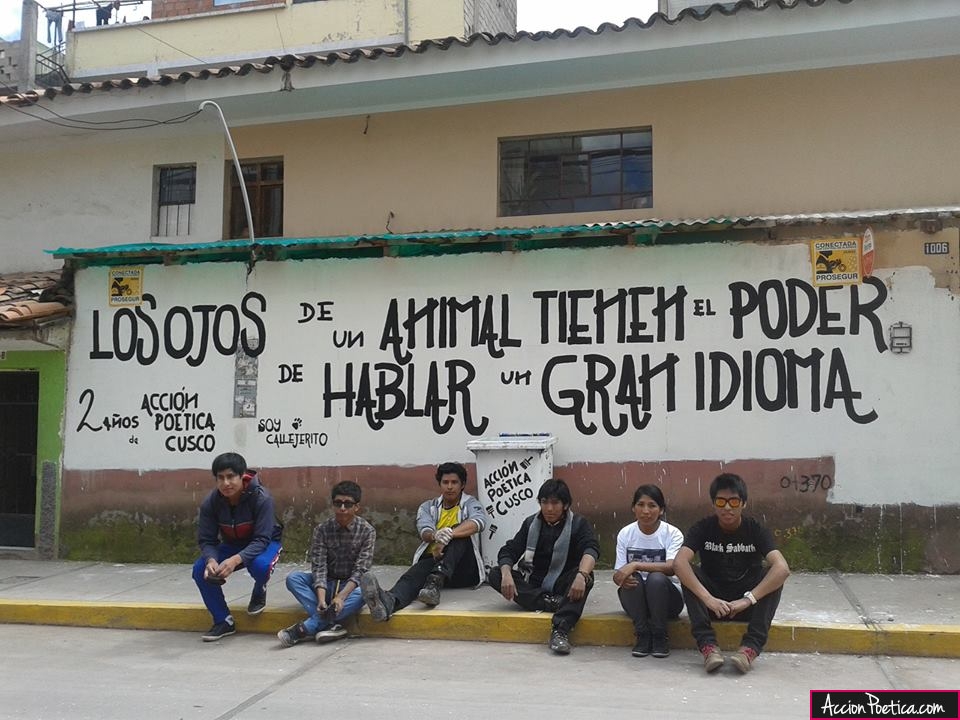 CONECTADA
PROSEGUR
CONECTADA
PROSEGUR
1006
LOS OJOS DE UN ANIMAL TIENEN EL PODER
DE HABLAR UN GRAN IDIOMA
2 AÑOS de ACCIÓN POÉTICA CUSCO
SOY CALLEJERITO
ACCIÓN
POÉTICA
CUSCO
Black Sabbath
AccionPoetica.com